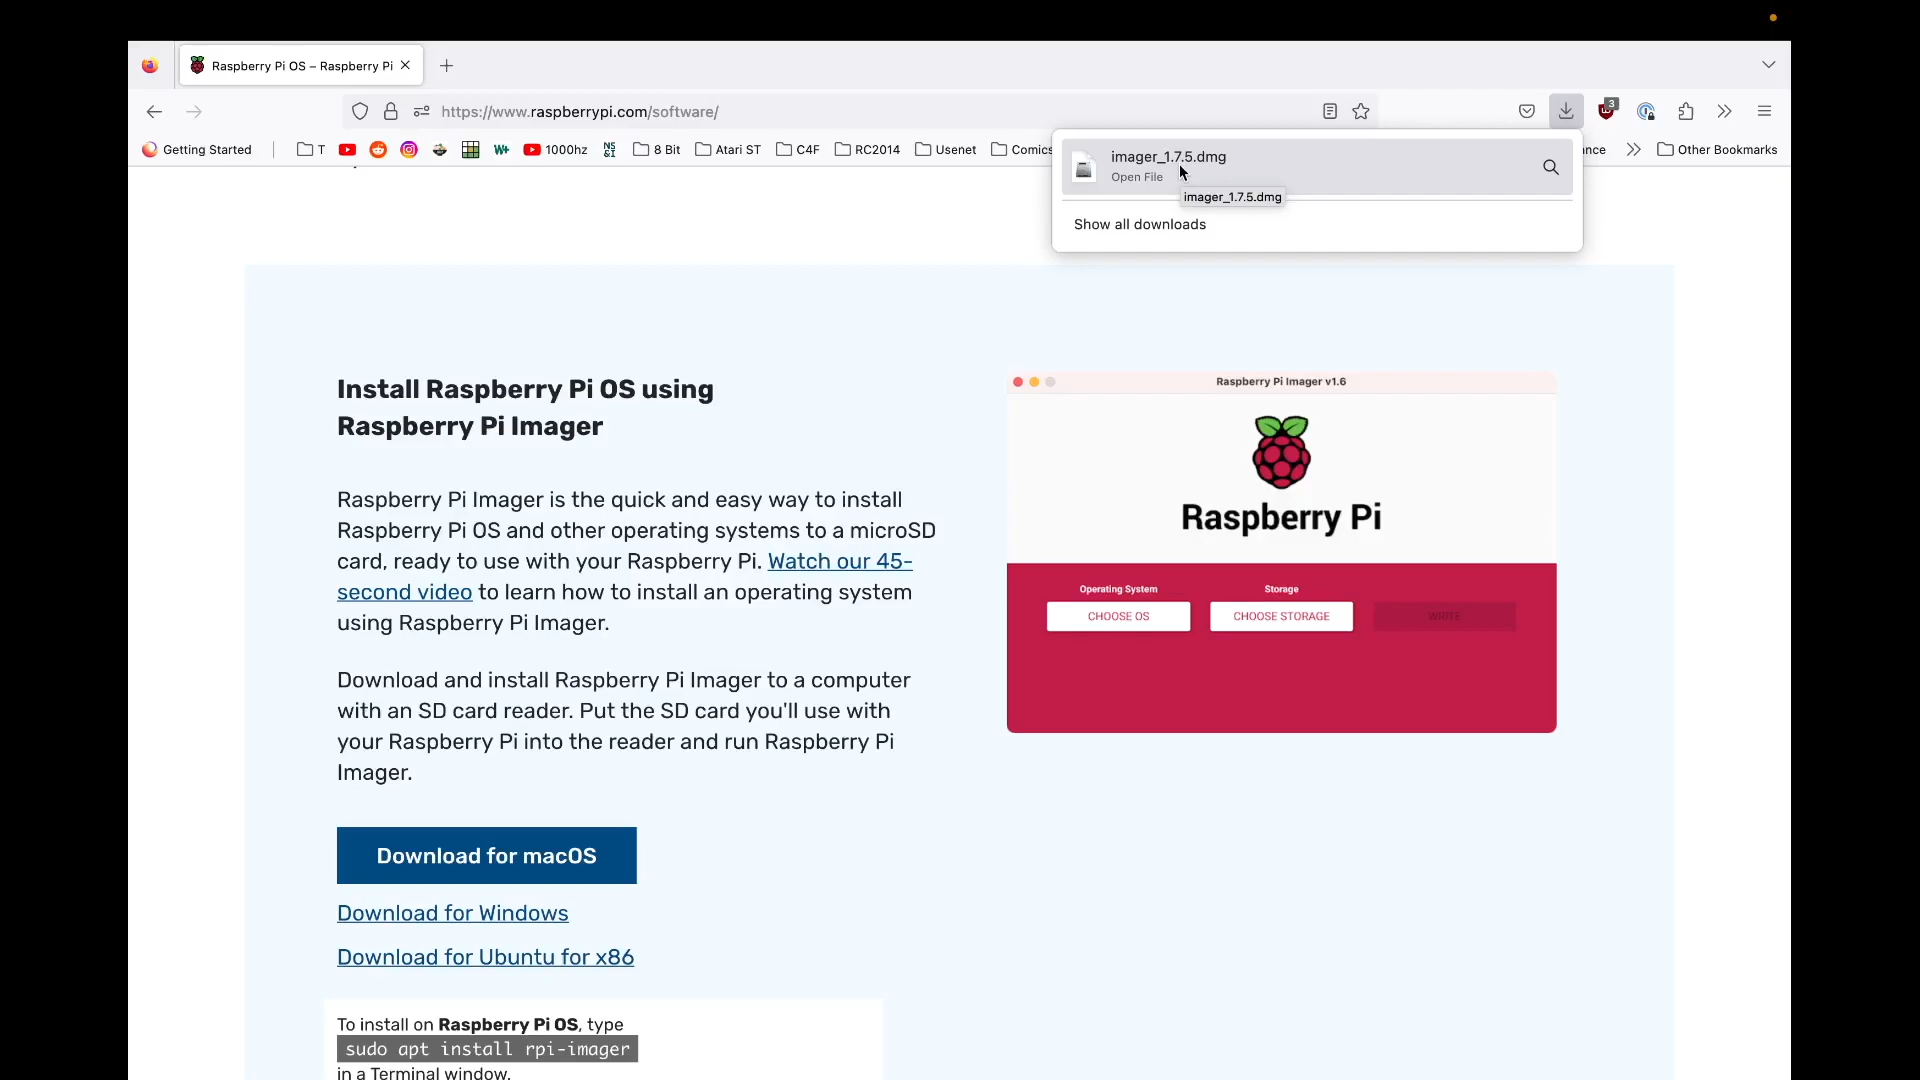 Raspberry Pi OS – Raspberry Pi
https://www.raspberrypi.com/software/
3
Getting Started
T
1000hz
W+
NS
&I
8 Bit
Atari ST
C4F
RC2014
Usenet
Comics
nce
Other Bookmarks
imager_1.7.5.dmg
Open File
imager_1.7.5.dmg
Show all downloads
Install Raspberry Pi OS using
Raspberry Pi Imager
Raspberry Pi Imager is the quick and easy way to install
Raspberry Pi OS and other operating systems to a microSD
card, ready to use with your Raspberry Pi. Watch our 45-
second video to learn how to install an operating system
using Raspberry Pi Imager.
Download and install Raspberry Pi Imager to a computer
with an SD card reader. Put the SD card you'll use with
your Raspberry Pi into the reader and run Raspberry Pi
Imager.
Download for macOS
Download for Windows
Download for Ubuntu for x86
To install on Raspberry Pi OS, type
sudo apt install rpi-imager
in a Terminal window.
Raspberry Pi Imager v1.6
Raspberry Pi
Operating System
Storage
CHOOSE OS
CHOOSE STORAGE
WRITE